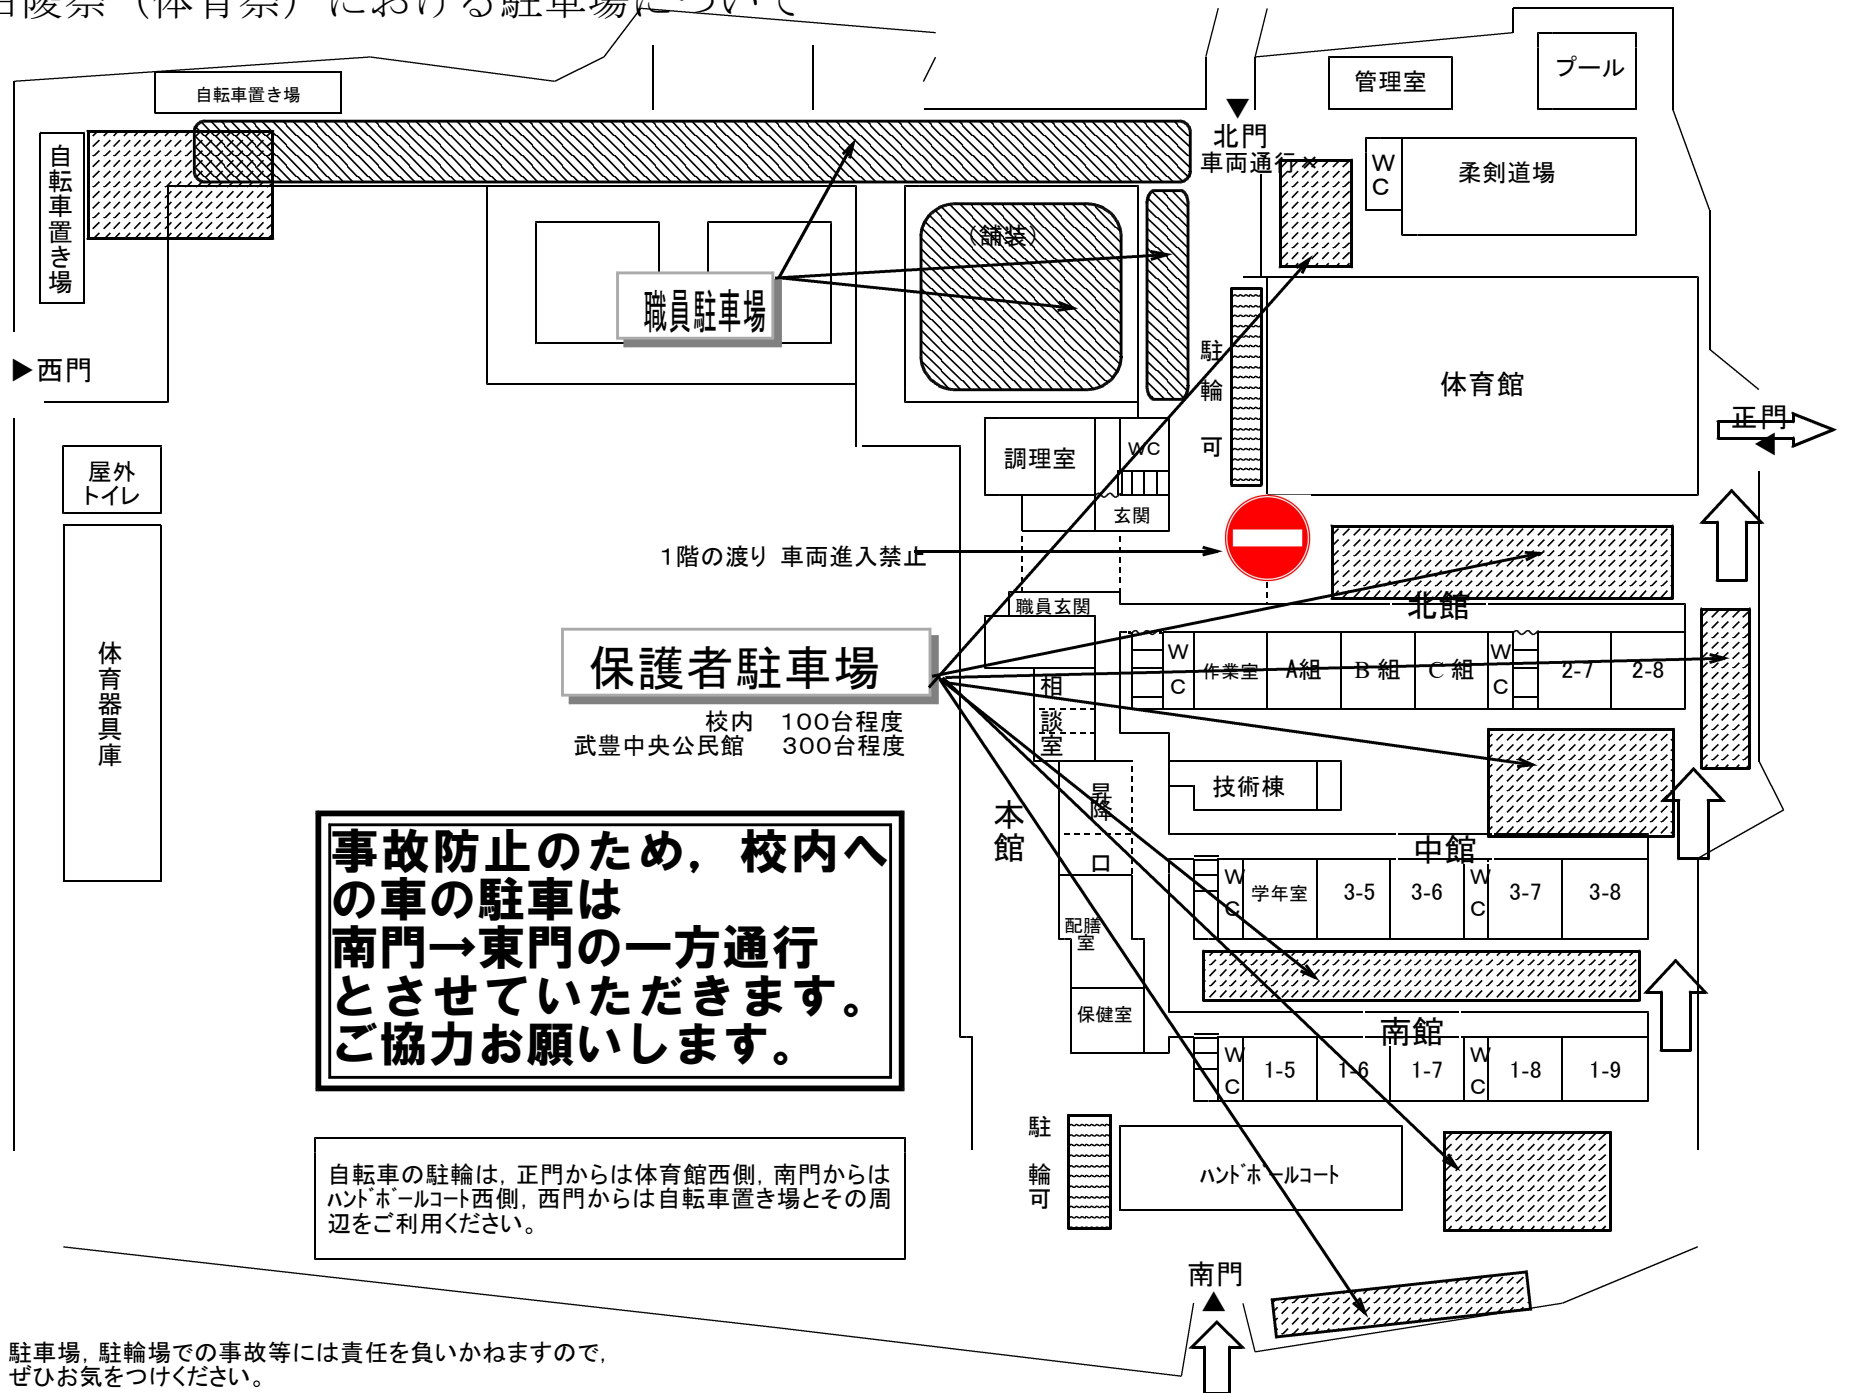 陵祭（体育祭）における駐車場について
自転車置き場
管理室
プール
北門
車両通行×
自転車置き場
WC
柔剣道場
（舗装）
職員駐車場
▶西門
駐輪可
体育館
正門
屋外
トイレ
調理室
WC
玄関
1階の渡り 車両進入禁止
職員玄関
北館
保護者駐車場
校内 100台程度
武豊中央公民館 300台程度
体育器具庫
相談室
WC
作業室
A組
B 組
C 組
WC
2-7
2-8
技術棟
昇降口
本館
中館
事故防止のため，校内へ
の車の駐車は
南門→東門の一方通行
とさせていただきます。
ご協力お願いします。
WC
学年室
3-5
3-6
WC
3-7
3-8
配膳室
保健室
南館
WC
1-5
1-6
1-7
WC
1-8
1-9
駐輪可
ﾊﾝﾄﾞﾎﾞｰﾙコート
自転車の駐輪は，正門からは体育館西側，南門からは
ﾊﾝﾄﾞﾎﾞｰﾙコート西側，西門からは自転車置き場とその周
辺をご利用ください。
南門
駐車場，駐輪場での事故等には責任を負いかねますので，
ぜひお気をつけください。